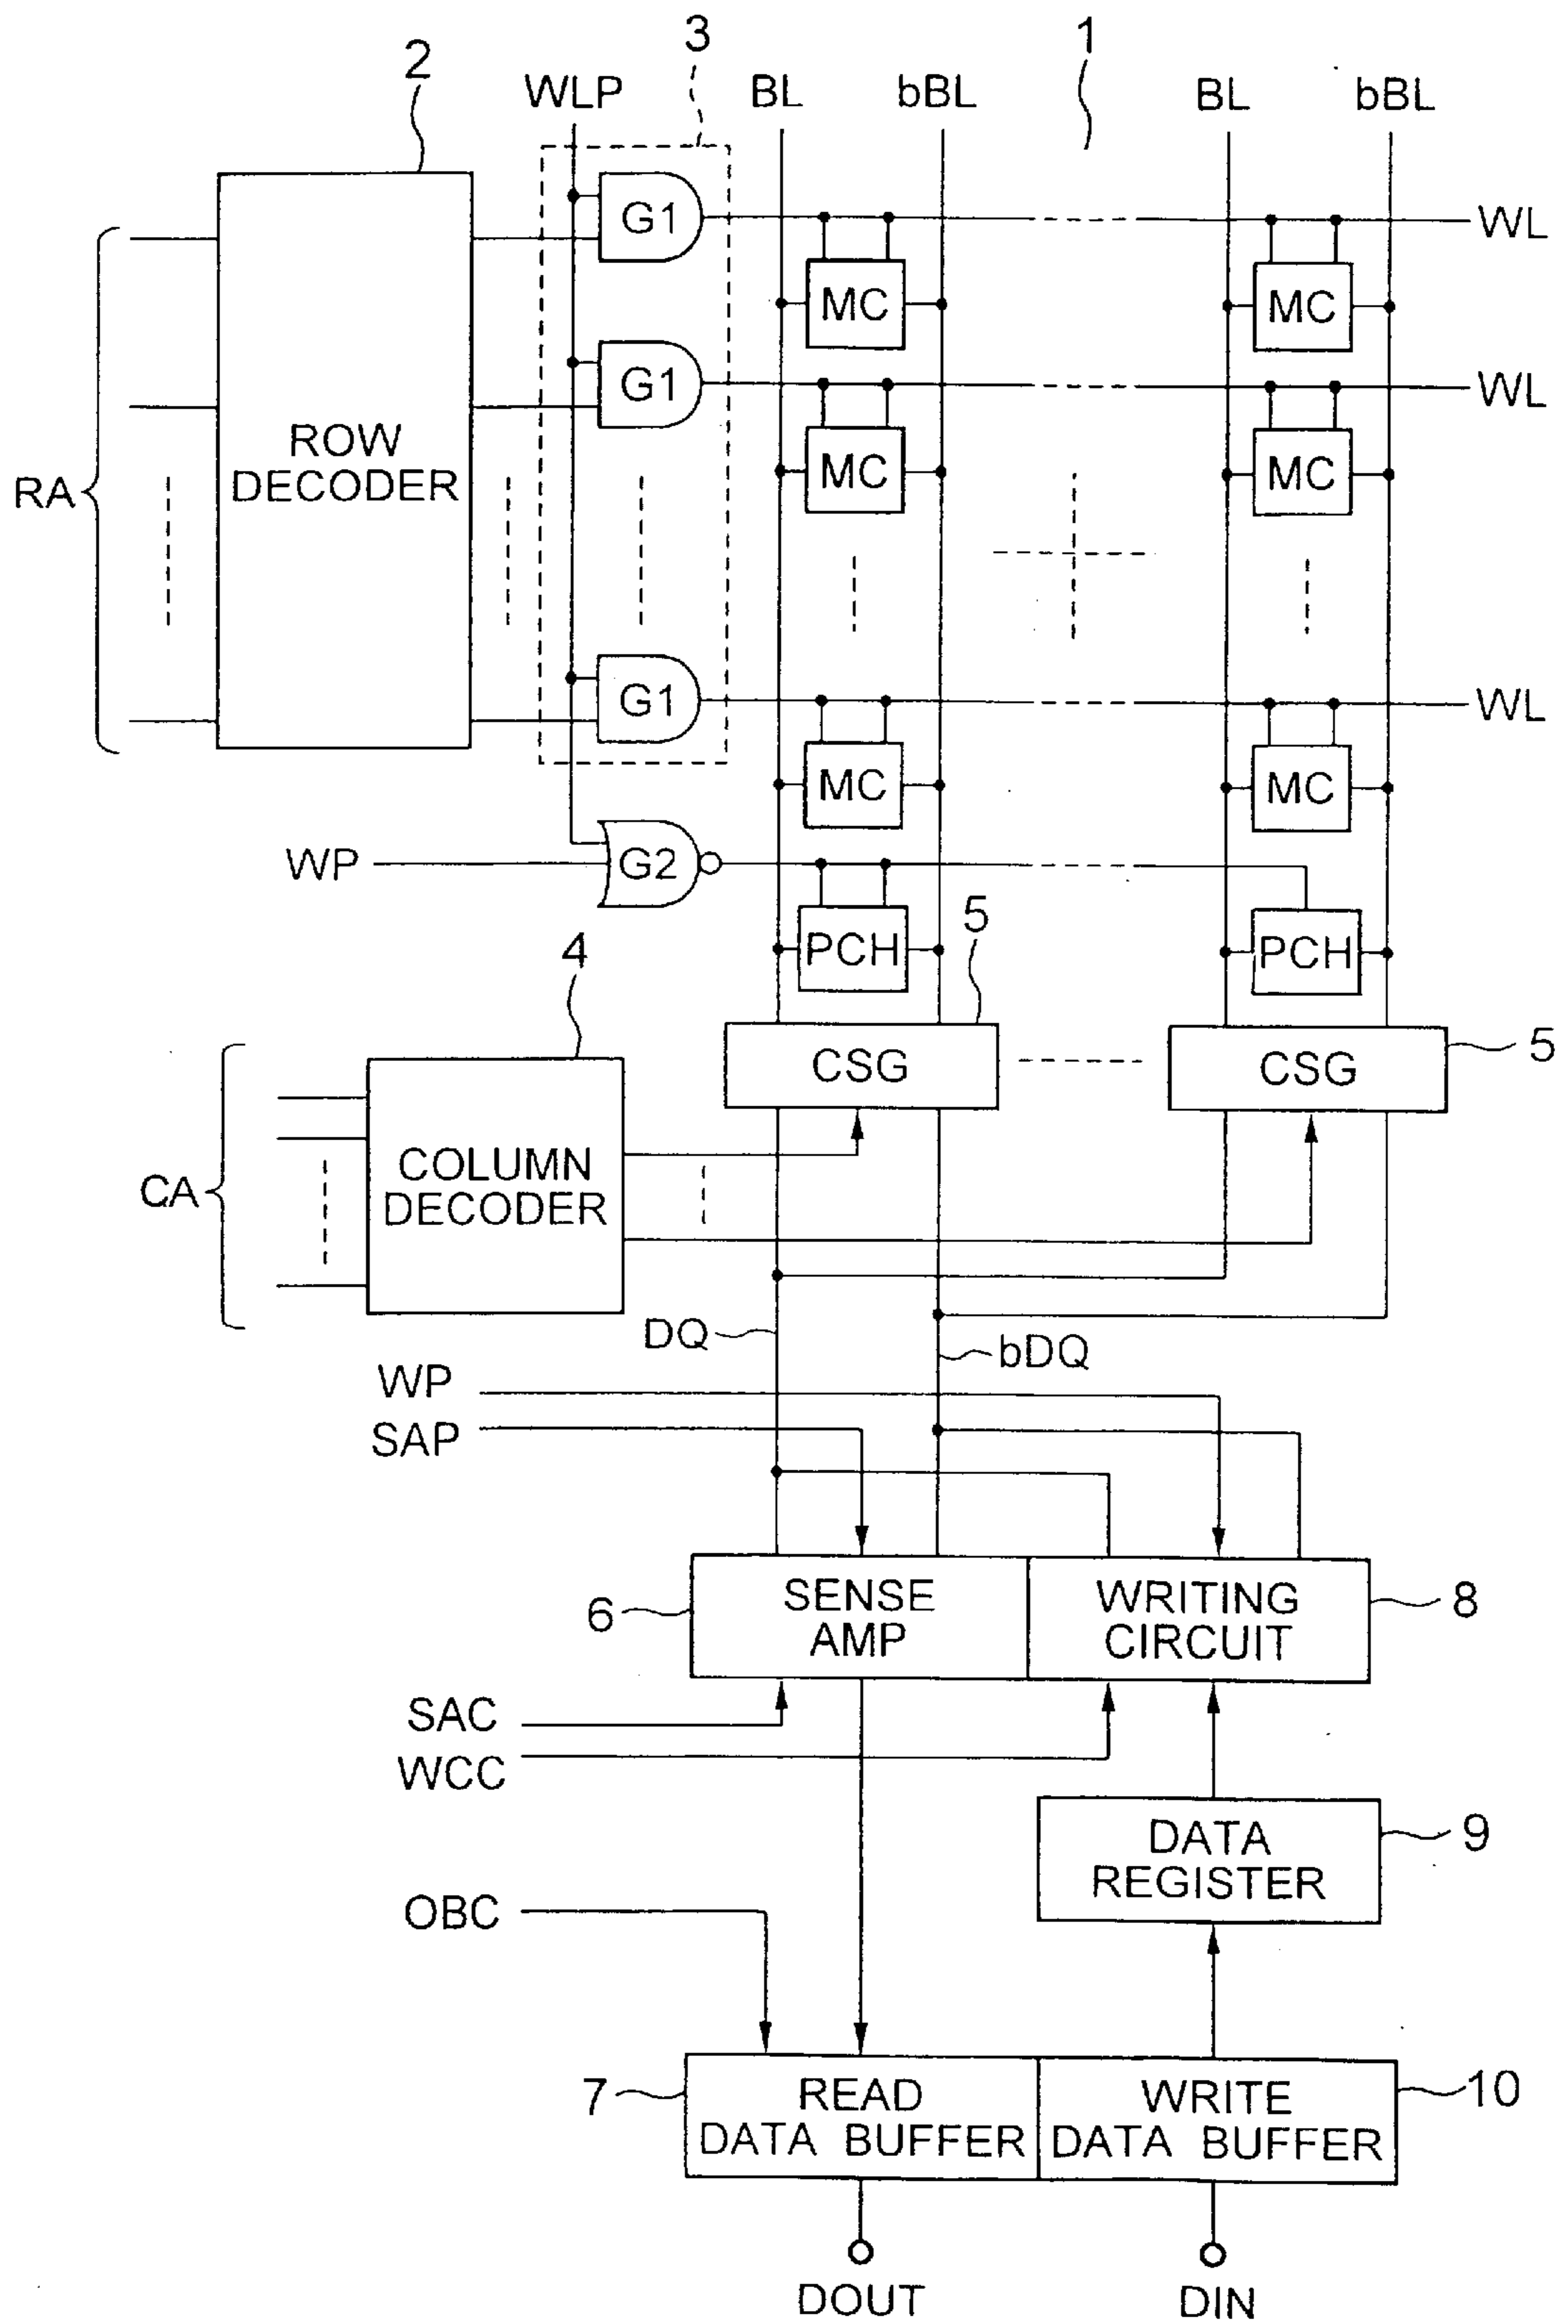 3
1
2
WLP
BL
bBL
BL
bBL
G1
WL
MC
MC
G1
WL
ROW
DECODER
MC
MC
RA
G1
WL
MC
MC
WP
G2
PCH
PCH
5
4
CSG
CSG
5
COLUMN
DECODER
CA
DQ
bDQ
WP
SAP
6
SENSE
AMP
WRITING
CIRCUIT
8
SAC
WCC
DATA
REGISTER
9
OBC
7
READ
DATA BUFFER
WRITE
DATA BUFFER
10
DOUT
DIN